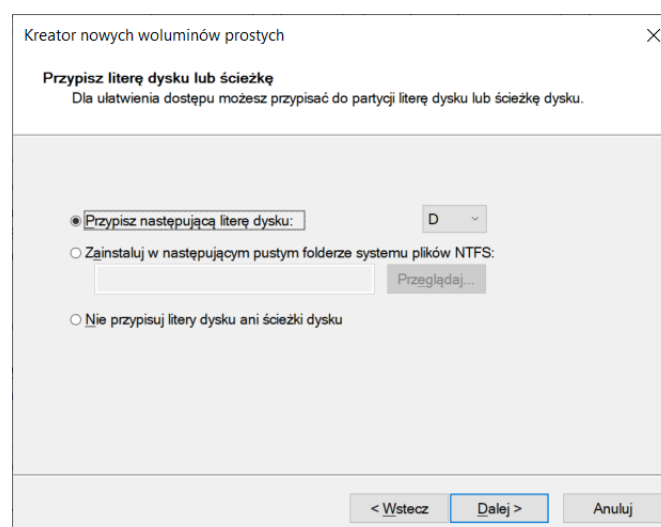 Kreator nowych woluminów prostych
Przypisz literę dysku lub ścieżkę
Dla ułatwienia dostępu możesz przypisać do partycji literę dysku lub ścieżkę dysku.
Przypisz następującą literę dysku: D
Zainstaluj w następującym pustym folderze systemu plików NTFS:
Przeglądaj...
Nie przypisuj litery dysku ani ścieżki dysku
< Wstecz Dalej > Anuluj